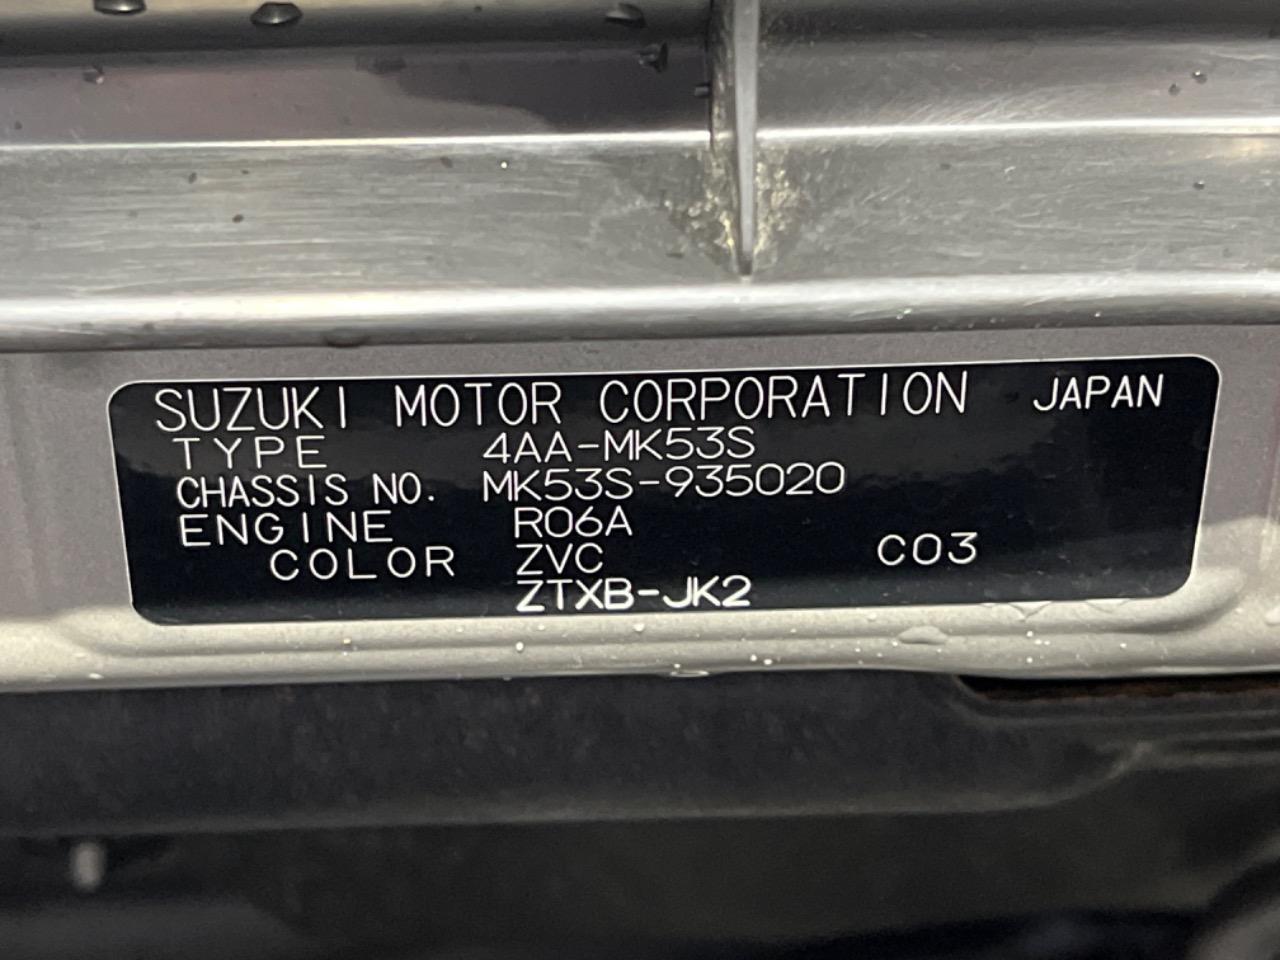 SUZUKI MOTOR CORPORATION JAPAN
TYPE 4AA-MK53S
CHASSIS NO. MK53S-935020
ENGINE R06A
COLOR ZVC C03
ZTXB-JK2